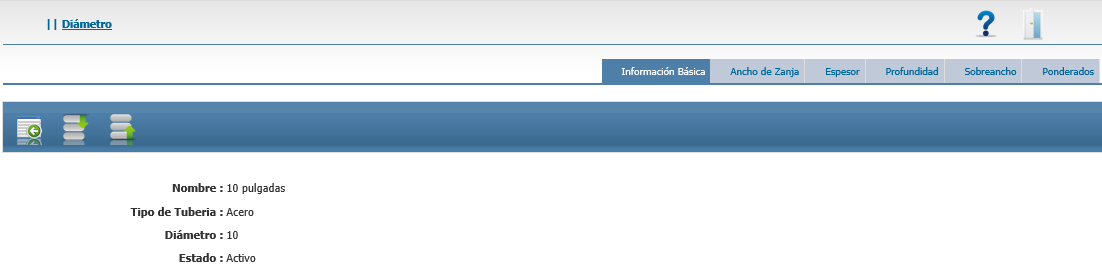 || Diámetro
Información Básica Ancho de Zanja Espesor Profundidad Sobreancho Ponderados
Nombre : 10 pulgadas
Tipo de Tuberia : Acero
Diámetro : 10
Estado : Activo